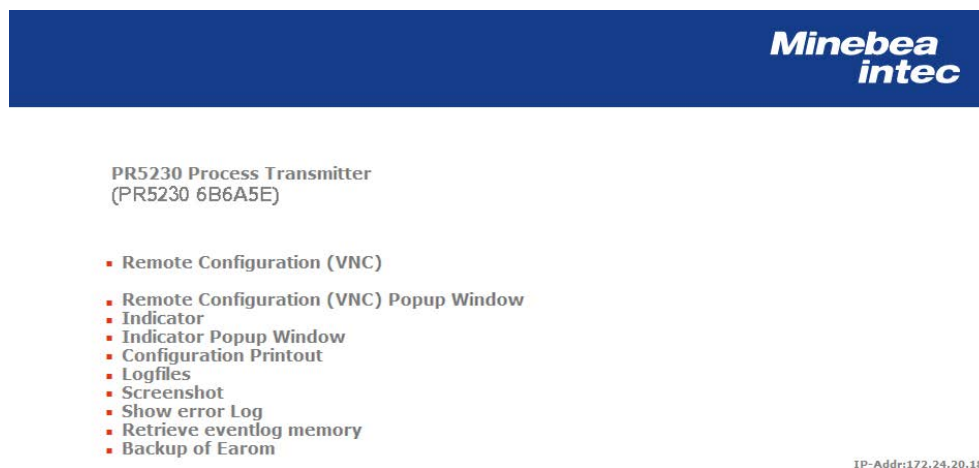 Minebea
intec
PR5230 Process Transmitter
(PR5230 6B6A5E)
Remote Configuration (VNC)
Remote Configuration (VNC) Popup Window
Indicator
Indicator Popup Window
Configuration Printout
Logfiles
Screenshot
Show error Log
Retrieve eventlog memory
Backup of Earom